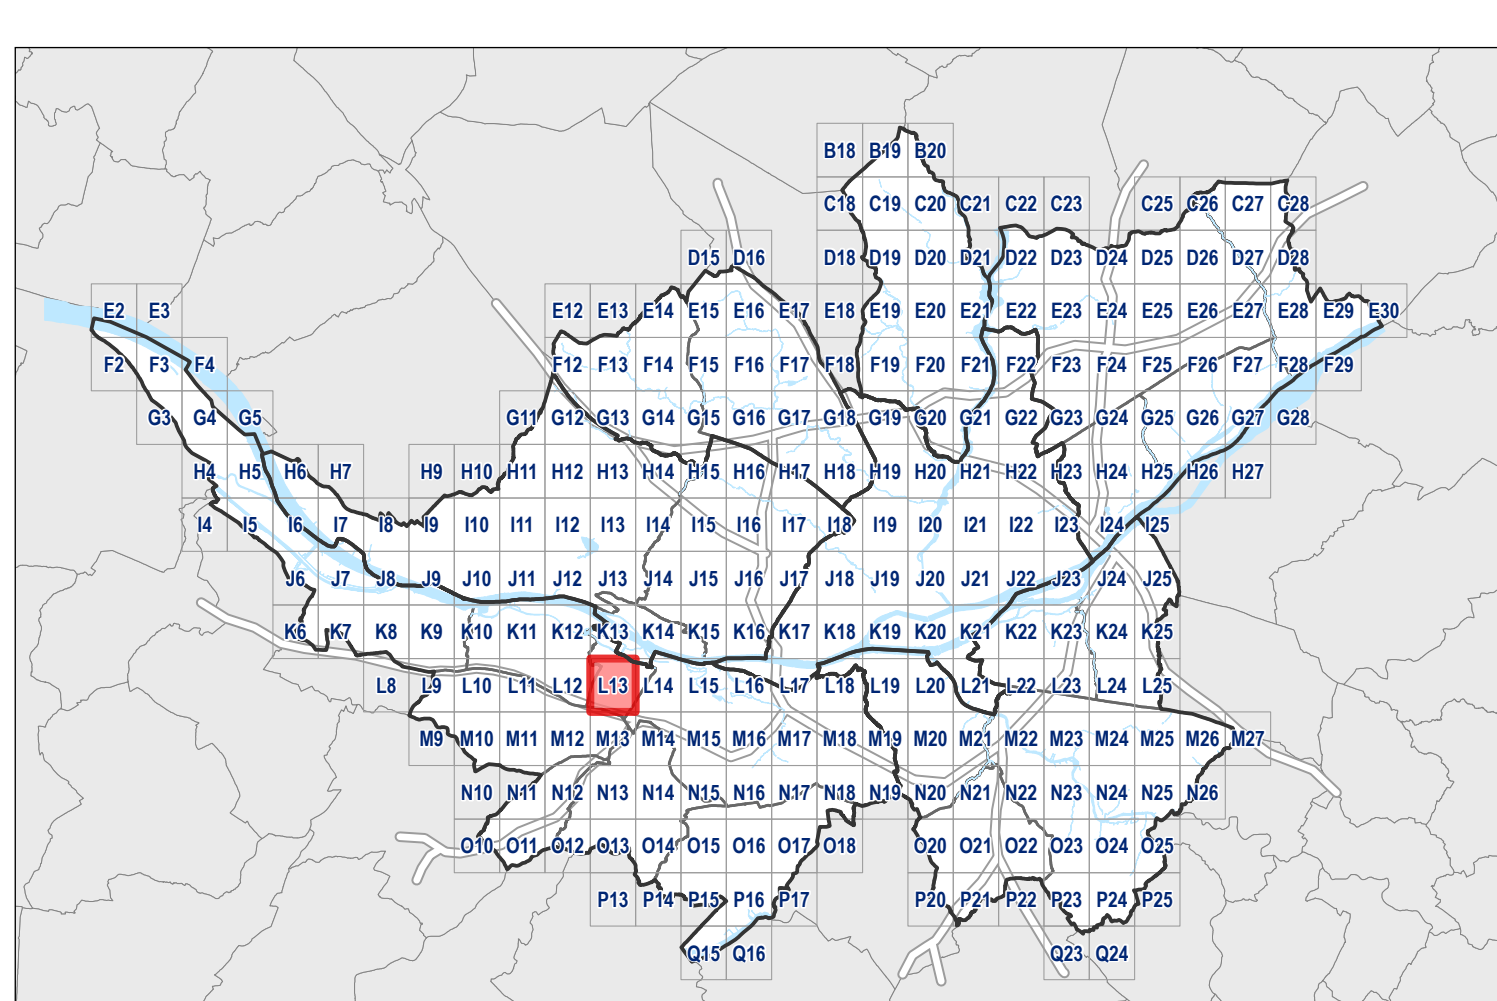 B18 B19 B20
C18 C19 C20 C21 C22 C23 C25 C26 C27 C28
D15 D16 D18 D19 D20 D21 D22 D23 D24 D25 D26 D27 D28
E2 E3 E12 E13 E14 E15 E16 E17 E18 E19 E20 E21 E22 E23 E24 E25 E26 E27 E28 E29 E30
F2 F3 F4 F12 F13 F14 F15 F16 F17 F18 F19 F20 F21 F22 F23 F24 F25 F26 F27 F28 F29
G3 G4 G5 G11 G12 G13 G14 G15 G16 G17 G18 G19 G20 G21 G22 G23 G24 G25 G26 G27 G28
H4 H5 H6 H7 H9 H10 H11 H12 H13 H14 H15 H16 H17 H18 H19 H20 H21 H22 H23 H24 H25 H26 H27
I4 I5 I6 I7 I8 I9 I10 I11 I12 I13 I14 I15 I16 I17 I18 I19 I20 I21 I22 I23 I24 I25
J6 J7 J8 J9 J10 J11 J12 J13 J14 J15 J16 J17 J18 J19 J20 J21 J22 J23 J24 J25
K6 K7 K8 K9 K10 K11 K12 K13 K14 K15 K16 K17 K18 K19 K20 K21 K22 K23 K24 K25
L8 L9 L10 L11 L12 L13 L14 L15 L16 L17 L18 L19 L20 L21 L22 L23 L24 L25
M9 M10 M11 M12 M13 M14 M15 M16 M17 M18 M19 M20 M21 M22 M23 M24 M25 M26 M27
N10 N11 N12 N13 N14 N15 N16 N17 N18 N19 N20 N21 N22 N23 N24 N25 N26
O10 O11 O12 O13 O14 O15 O16 O17 O18 O20 O21 O22 O23 O24 O25
P13 P14 P15 P16 P17 P20 P21 P22 P23 P24 P25
Q15 Q16 Q23 Q24